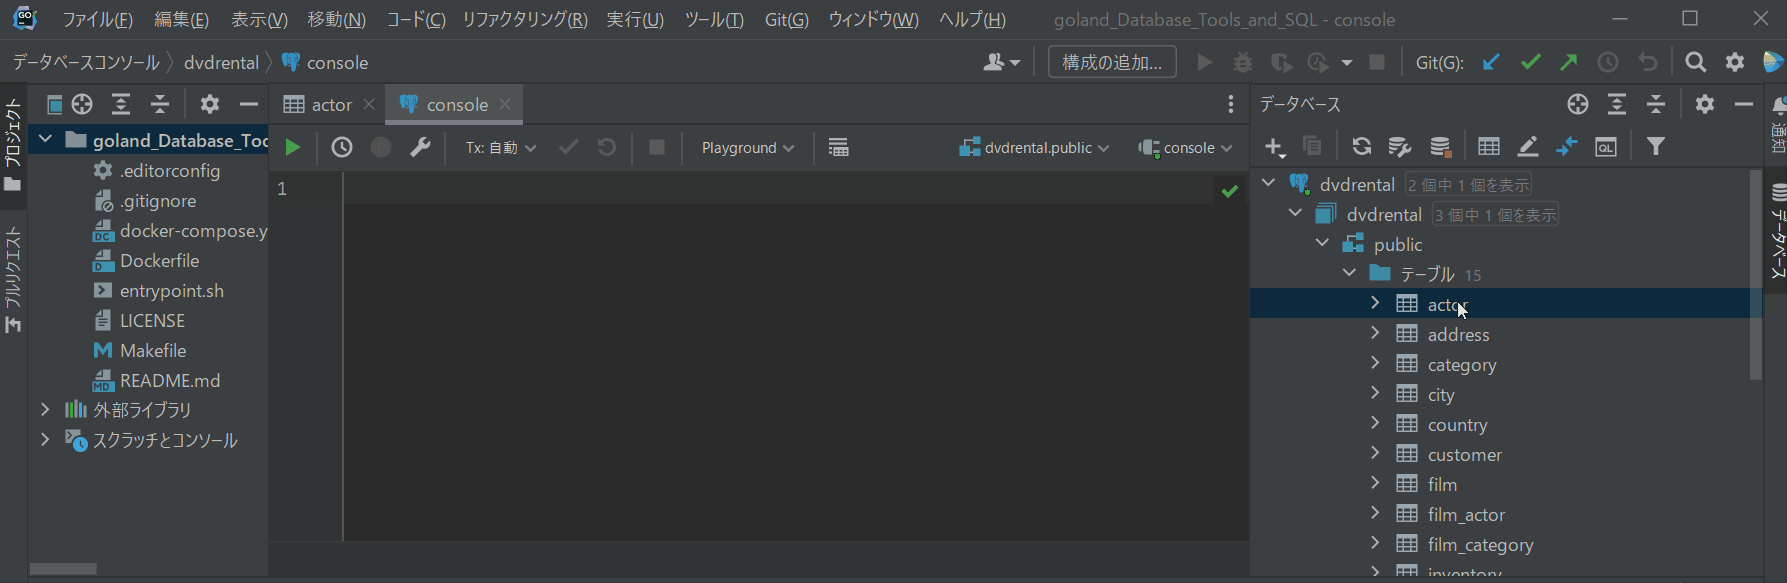 GO ファイル(F) 編集(E) 表示(V) 移動(N) コード(C) リファクタリング(R) 実行(U) ツール(T) Git(G) ウィンドウ(W) ヘルプ(H) goland_Database_Tools_and_SQL - console
データベースコンソール dvdrental console 構成の追加... Git(G):
プロジェクト
プルリクエスト
goland_Database_Too
.editorconfig
.gitignore
docker-compose.y
Dockerfile
entrypoint.sh
LICENSE
Makefile
README.md
外部ライブラリ
スクラッチとコンソール
actor console
Tx: 自動 Playground dvdrental.public console
1
データベース
dvdrental 2 個中 1 個を表示
dvdrental 3 個中 1 個を表示
public
テーブル 15
actor
address
category
city
country
customer
film
film_actor
film_category
inventory
通知
データベース